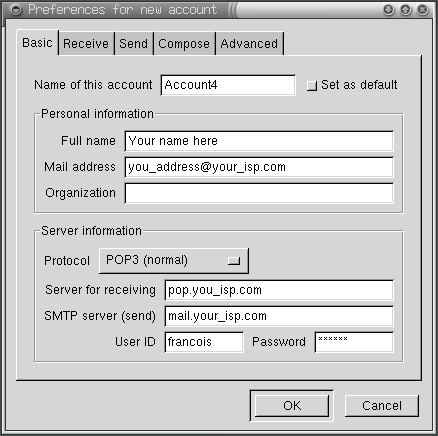 Preferences for new account
Basic Receive Send Compose Advanced
Name of this account Account4 Set as default
Personal information
Full name Your name here
Mail address you_address@your_isp.com
Organization
Server information
Protocol POP3 (normal)
Server for receiving pop.you_isp.com
SMTP server (send) mail.your_isp.com
User ID francois Password ******
OK Cancel